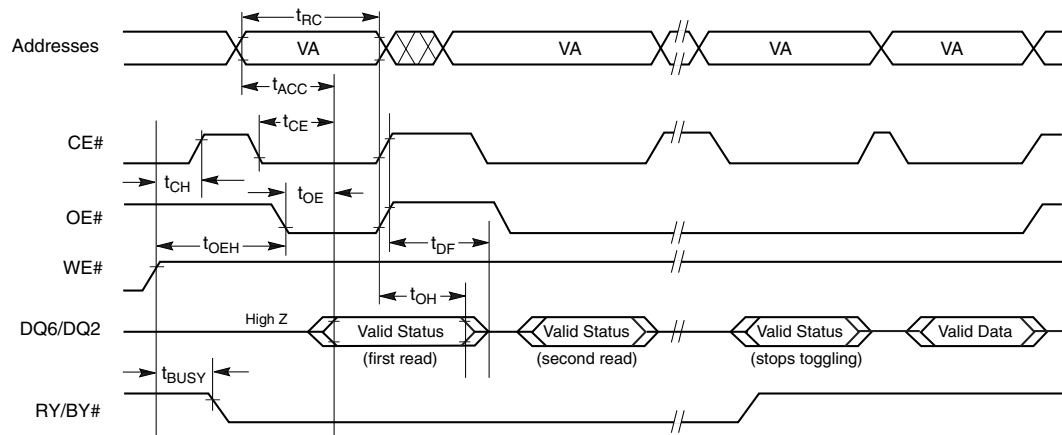 tRC
Addresses VA VA VA VA
tACC
tCE
CE#
tCH
tOE
OE#
tOEH
tDF
WE#
tOH
High Z
DQ6/DQ2 Valid Status Valid Status Valid Status Valid Data
(first read) (second read) (stops toggling)
tBUSY
RY/BY#